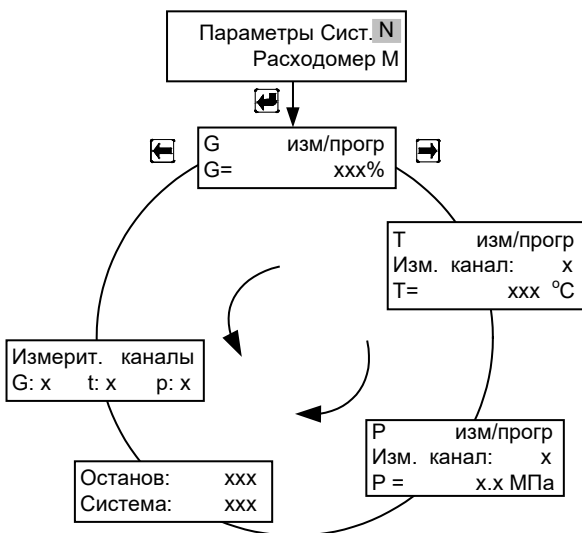 Параметры Сист. N
Расходомер М
G изм/прогр
G= xxx%
T изм/прогр
Изм. канал: x
T= xxx °C
P изм/прогр
Изм. канал: x
P = x.x МПа
Останов: xxx
Система: xxx
Измерит. каналы
G: x t: x p: x